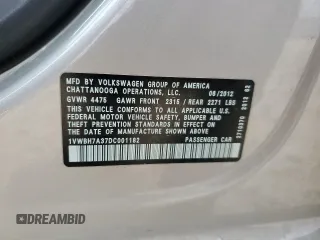 MFD. BY VOLKSWAGEN GROUP OF AMERICA
CHATTANOOGA OPERATIONS, LLC. 06/2012
GVWR 4475 GAWR FRONT 2315 / REAR 2271 LBS
THIS VEHICLE CONFORMS TO ALL APPLICABLE U.S.
FEDERAL MOTOR VEHICLE SAFETY, BUMPER AND
THEFT PREVENTION STANDARDS IN EFFECT ON THE
DATE OF MANUFACTURE SHOWN ABOVE.
1VWBH7A37DC001162 PASSENGER CAR
DREAMBID